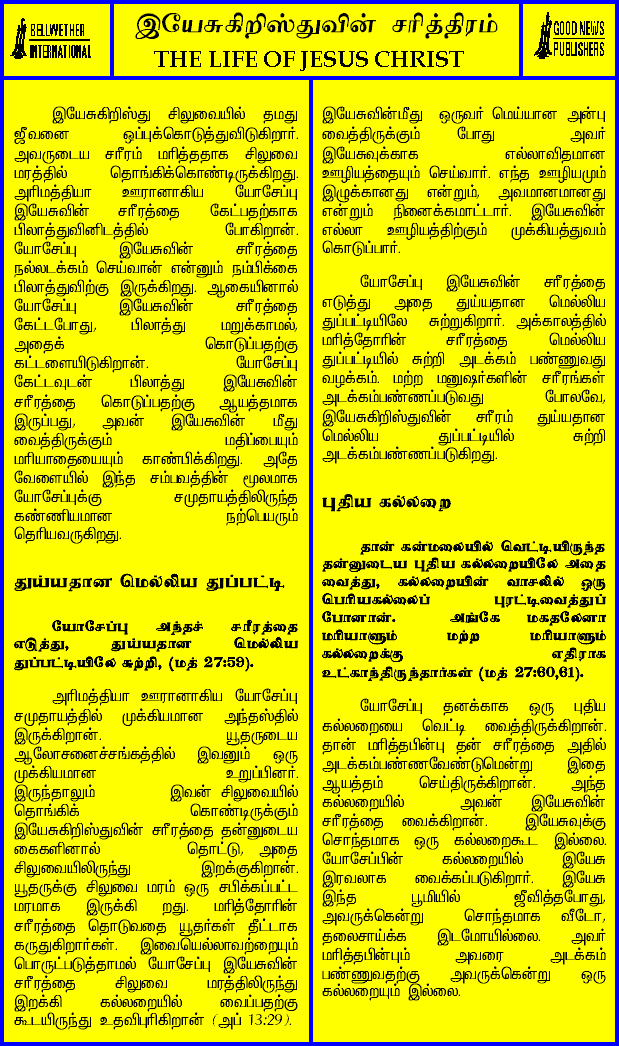 BELLWETHER
INTERNATIONAL
இயேசுகிறிஸ்துவின் சரித்திரம்
THE LIFE OF JESUS CHRIST
GOOD NEWS
PUBLISHERS
இயேசுகிறிஸ்து சிலுவையில் தமது
ஜீவனை ஒப்புக்கொடுத்துவிடுகிறார்.
அவருடைய சரீரம் மரித்ததாக சிலுவை
மரத்தில் தொங்கிக்கொண்டிருக்கிறது.
அரிமத்தியா ஊரானாகிய யோசேப்பு
இயேசுவின் சரீரத்தை கேட்பதற்காக
பிலாத்துவினிடத்தில் போகிறான்.
யோசேப்பு இயேசுவின் சரீரத்தை
நல்லடக்கம் செய்வான் என்னும் நம்பிக்கை
பிலாத்துவிற்கு இருக்கிறது. ஆகையினால்
யோசேப்பு இயேசுவின் சரீரத்தை
கேட்டபோது, பிலாத்து மறுக்காமல்,
அதைக் கொடுப்பதற்கு
கட்டளையிடுகிறான். யோசேப்பு
கேட்டவுடன் பிலாத்து இயேசுவின்
சரீரத்தை கொடுப்பதற்கு ஆயத்தமாக
இருப்பது, அவன் இயேசுவின் மீது
வைத்திருக்கும் மதிப்பையும்
மரியாதையையும் காண்பிக்கிறது. அதே
வேளையில் இந்த சம்பவத்தின் மூலமாக
யோசேப்புக்கு சமுதாயத்திலிருந்த
கண்ணியமான நற்பெயரும்
தெரியவருகிறது.
துய்யதான மெல்லிய துப்பட்டி
யோசேப்பு அந்தச் சரீரத்தை
எடுத்து, துய்யதான மெல்லிய
துப்பட்டியிலே சுற்றி, (மத் 27:59).
அரிமத்தியா ஊரானாகிய யோசேப்பு
சமுதாயத்தில் முக்கியமான அந்தஸ்தில்
இருக்கிறான். யூதருடைய
ஆலோசனைச்சங்கத்தில் இவனும் ஒரு
முக்கியமான உறுப்பினர்.
இருந்தாலும் இவன் சிலுவையில்
தொங்கிக் கொண்டிருக்கும்
இயேசுகிறிஸ்துவின் சரீரத்தை தன்னுடைய
கைகளினால் தொட்டு, அதை
சிலுவையிலிருந்து இறக்குகிறான்.
யூதருக்கு சிலுவை மரம் ஒரு சபிக்கப்பட்ட
மரமாக இருக்கி றது. மரித்தோரின்
சரீரத்தை தொடுவதை யூதர்கள் தீட்டாக
கருதுகிறார்கள். இவையெல்லாவற்றையும்
பொருட்படுத்தாமல் யோசேப்பு இயேசுவின்
சரீரத்தை சிலுவை மரத்திலிருந்து
இறக்கி கல்லறையில் வைப்பதற்கு
கூடயிருந்து உதவிபுரிகிறான் (அப் 13:29).
இயேசுவின்மீது ஒருவர் மெய்யான அன்பு
வைத்திருக்கும் போது அவர்
இயேசுவுக்காக எல்லாவிதமான
ஊழியத்தையும் செய்வார். எந்த ஊழியமும்
இழுக்கானது என்றும், அவமானமானது
என்றும் நினைக்கமாட்டார். இயேசுவின்
எல்லா ஊழியத்திற்கும் முக்கியத்துவம்
கொடுப்பார்.
யோசேப்பு இயேசுவின் சரீரத்தை
எடுத்து அதை துய்யதான மெல்லிய
துப்பட்டியிலே சுற்றுகிறார். அக்காலத்தில்
மரித்தோரின் சரீரத்தை மெல்லிய
துப்பட்டியில் சுற்றி அடக்கம் பண்ணுவது
வழக்கம். மற்ற மனுஷர்களின் சரீரங்கள்
அடக்கம்பண்ணப்படுவது போலவே,
இயேசுகிறிஸ்துவின் சரீரம் துய்யதான
மெல்லிய துப்பட்டியில் சுற்றி
அடக்கம்பண்ணப்படுகிறது.
புதிய கல்லறை
தான் கன்மலையில் வெட்டியிருந்த
தன்னுடைய புதிய கல்லறையிலே அதை
வைத்து, கல்லறையின் வாசலில் ஒரு
பெரியகல்லைப் புரட்டிவைத்துப்
போனான். அங்கே மகதலேனா
மரியாளும் மற்ற மரியாளும்
கல்லறைக்கு எதிராக
உட்கார்ந்திருந்தார்கள் (மத் 27:60,61).
யோசேப்பு தனக்காக ஒரு புதிய
கல்லறையை வெட்டி வைத்திருக்கிறான்.
தான் மரித்தபின்பு தன் சரீரத்தை அதில்
அடக்கம்பண்ணவேண்டுமென்று இதை
ஆயத்தம் செய்திருக்கிறான். அந்த
கல்லறையில் அவன் இயேசுவின்
சரீரத்தை வைக்கிறான். இயேசுவுக்கு
சொந்தமாக ஒரு கல்லறைகூட இல்லை.
யோசேப்பின் கல்லறையில் இயேசு
இரவலாக வைக்கப்படுகிறார். இயேசு
இந்த பூமியில் ஜீவித்தபோது,
அவருக்கென்று சொந்தமாக வீடோ,
தலைசாய்க்க இடமோயில்லை. அவர்
மரித்தபின்பும் அவரை அடக்கம்
பண்ணுவதற்கு அவருக்கென்று ஒரு
கல்லறையும் இல்லை.